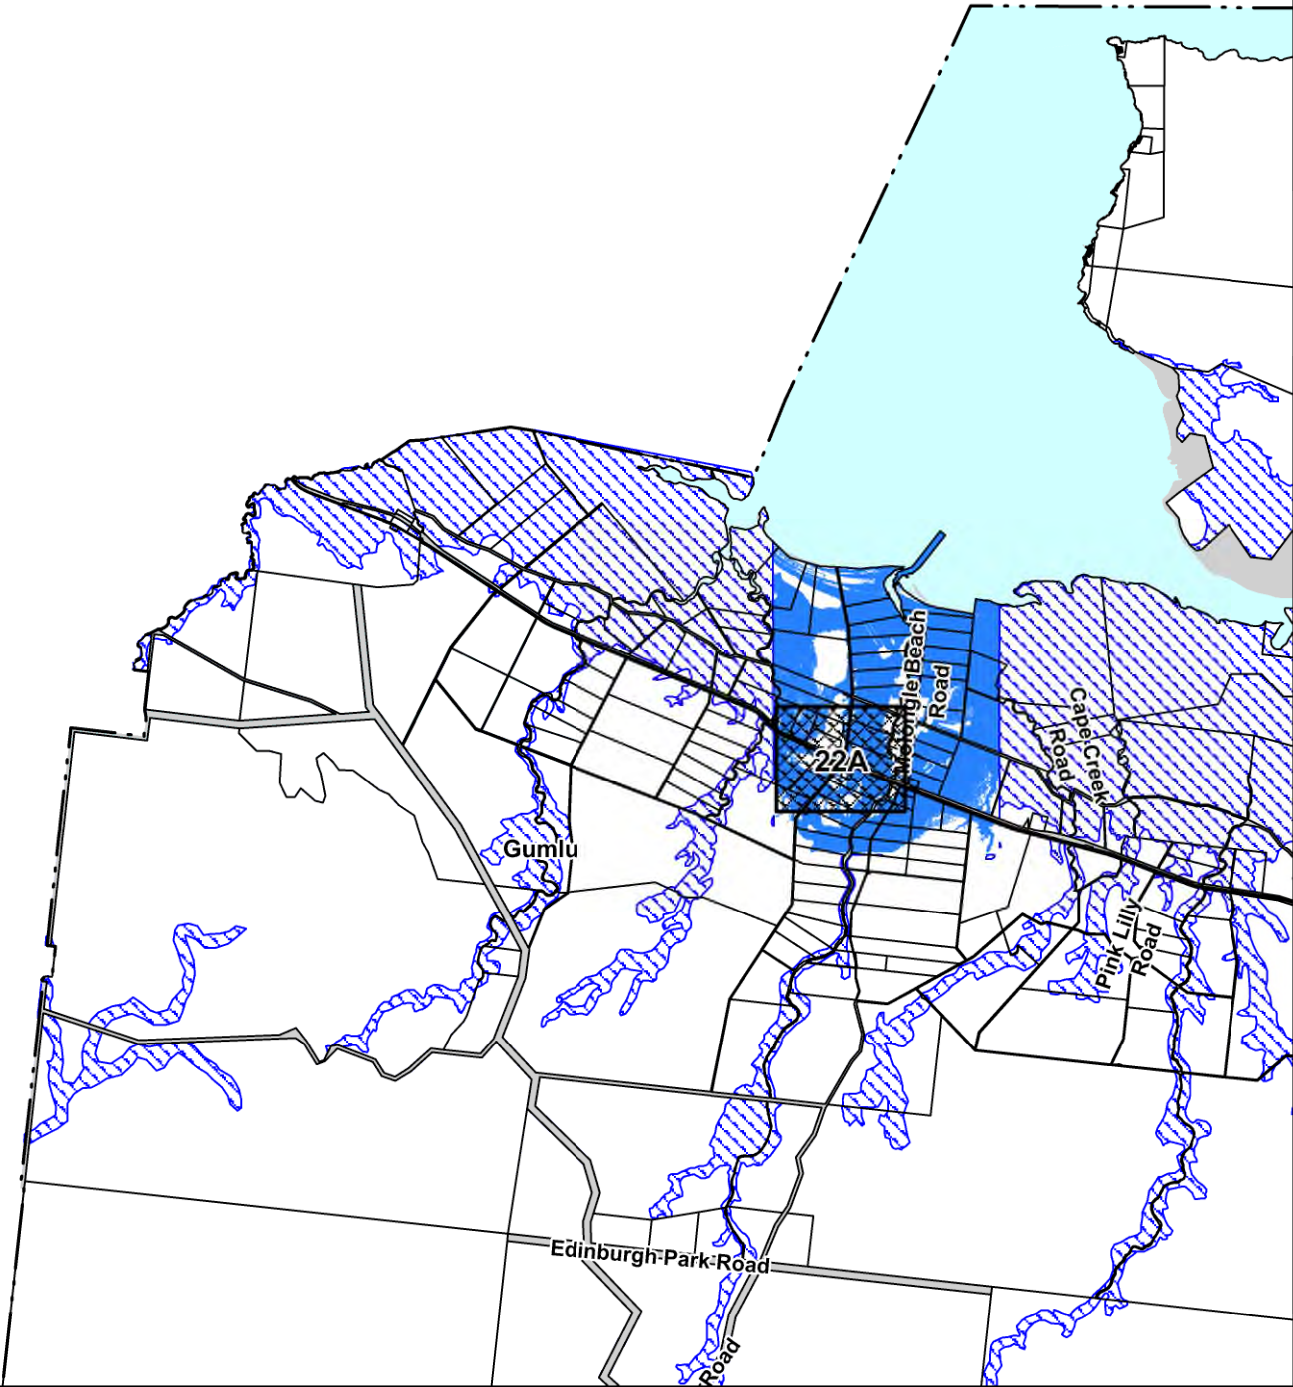 Molongle Beach
Road
22A
Cape Creek
Road
Gumlu
Pink Lilly
Road
Edinburgh Park Road
Road